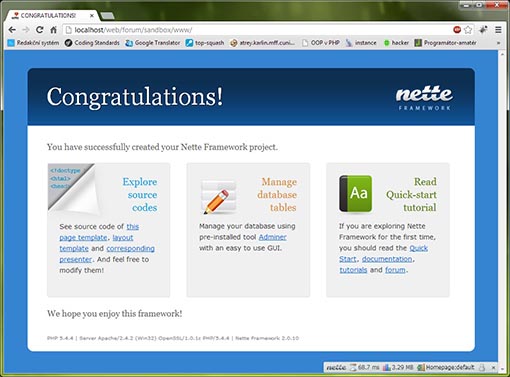 CONGRATULATIONS!
localhost/web/forum/sandbox/www/
Redakční systém
Coding Standards
Google Translator
top-squash
atrey.karlin.mff.cuni...
OOP v PHP
instance
hacker
Programátor-amatér
Congratulations!
nette
FRAMEWORK
You have successfully created your Nette Framework project.
<!doctype
<html>
<head>
Explore
source
codes
See source code of this
page template, layout
template and corresponding
presenter. And feel free to
modify them!
Manage
database
tables
Manage your database using
pre-installed tool Adminer
with an easy to use GUI.
Aa
Read
Quick-start
tutorial
If you are exploring Nette
Framework for the first time,
you should read the Quick
Start, documentation,
tutorials and forum.
We hope you enjoy this framework!
PHP 5.4.4 | Server Apache/2.4.2 (Win32) OpenSSL/1.0.1c PHP/5.4.4 | Nette Framework 2.0.10
nette 68.7 ms 3.29 MB Homepage:default